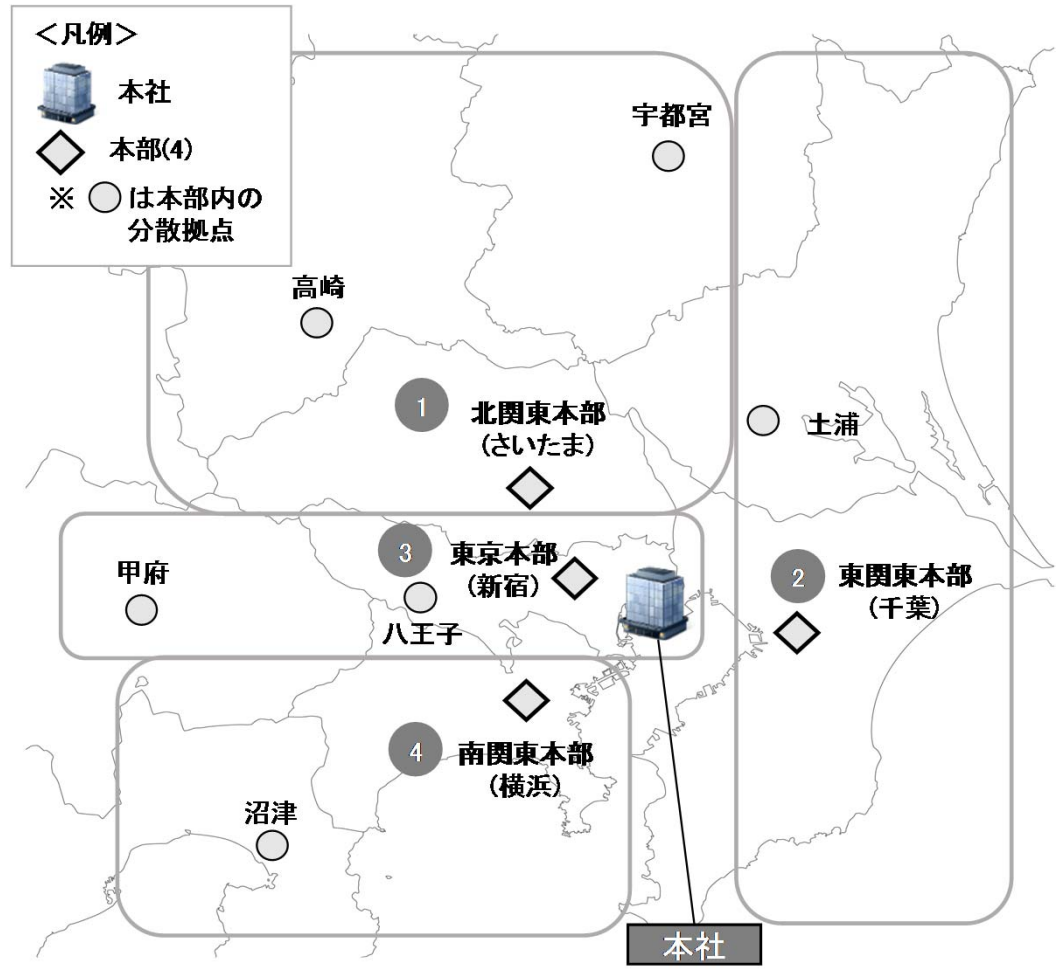 <凡例>
本社
本部(4)
※ は本部内の
分散拠点
宇都宮
高崎
1
北関東本部
(さいたま)
土浦
3
東京本部
(新宿)
甲府
八王子
2
東関東本部
(千葉)
4
南関東本部
(横浜)
沼津
本社